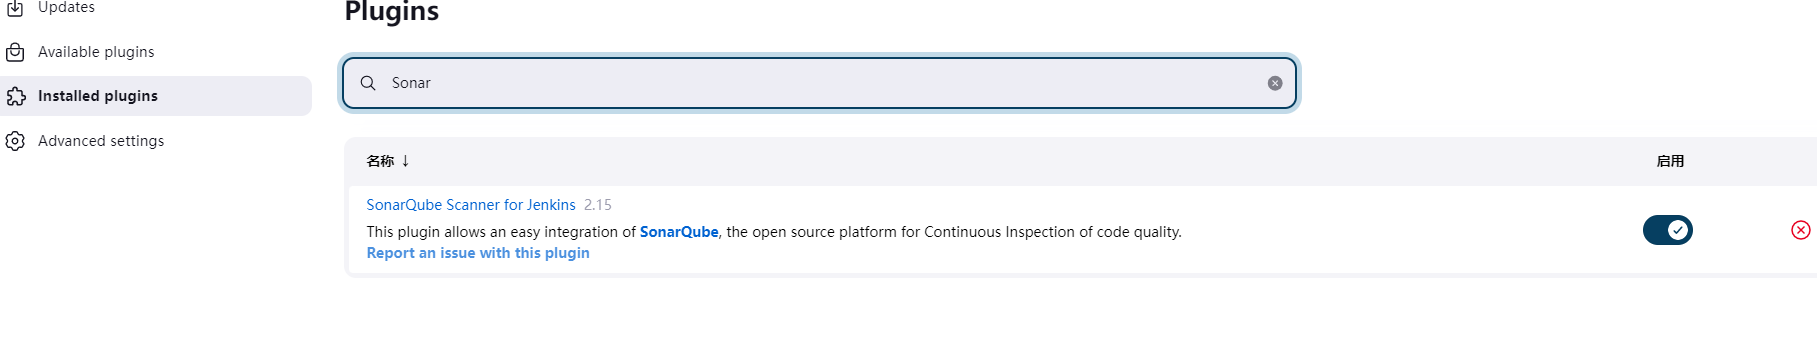 Updates
Plugins
Available plugins
Installed plugins
Advanced settings
Sonar
名称 ↓
启用
SonarQube Scanner for Jenkins 2.15
This plugin allows an easy integration of SonarQube, the open source platform for Continuous Inspection of code quality.
Report an issue with this plugin